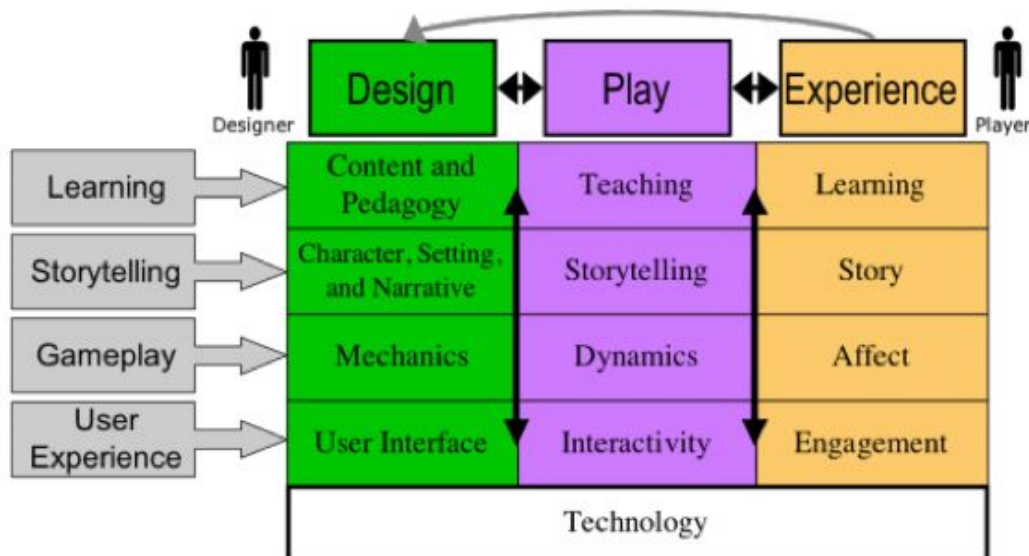 Designer
Design
Play
Experience
Player
Learning
Content and
Pedagogy
Teaching
Learning
Storytelling
Character, Setting,
and Narrative
Storytelling
Story
Gameplay
Mechanics
Dynamics
Affect
User
Experience
User Interface
Interactivity
Engagement
Technology